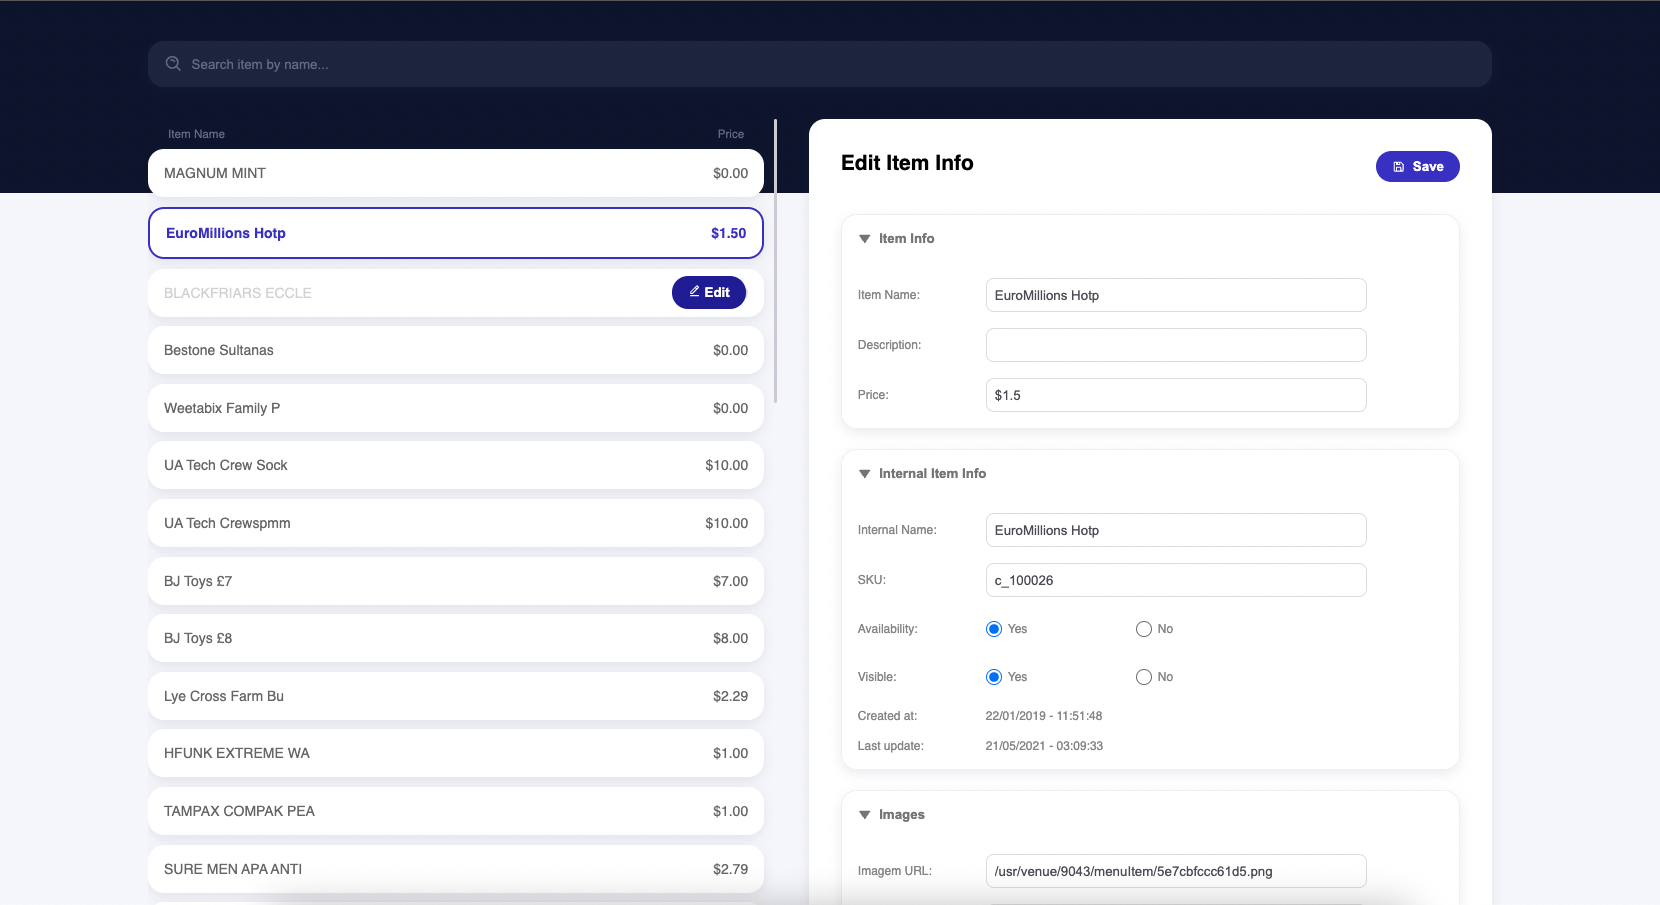 Search item by name...
Item Name Price
MAGNUM MINT $0.00
EuroMillions Hotp $1.50
BLACKFRIARS ECCLE Edit
Bestone Sultanas $0.00
Weetabix Family P $0.00
UA Tech Crew Sock $10.00
UA Tech Crewspmm $10.00
BJ Toys £7 $7.00
BJ Toys £8 $8.00
Lye Cross Farm Bu $2.29
HFUNK EXTREME WA $1.00
TAMPAX COMPAK PEA $1.00
SURE MEN APA ANTI $2.79
Edit Item Info Save
Item Info
Item Name: EuroMillions Hotp
Description:
Price: $1.5
Internal Item Info
Internal Name: EuroMillions Hotp
SKU: c_100026
Availability: Yes No
Visible: Yes No
Created at: 22/01/2019 - 11:51:48
Last update: 21/05/2021 - 03:09:33
Images
Imagem URL: /usr/venue/9043/menuItem/5e7cbfccc61d5.png